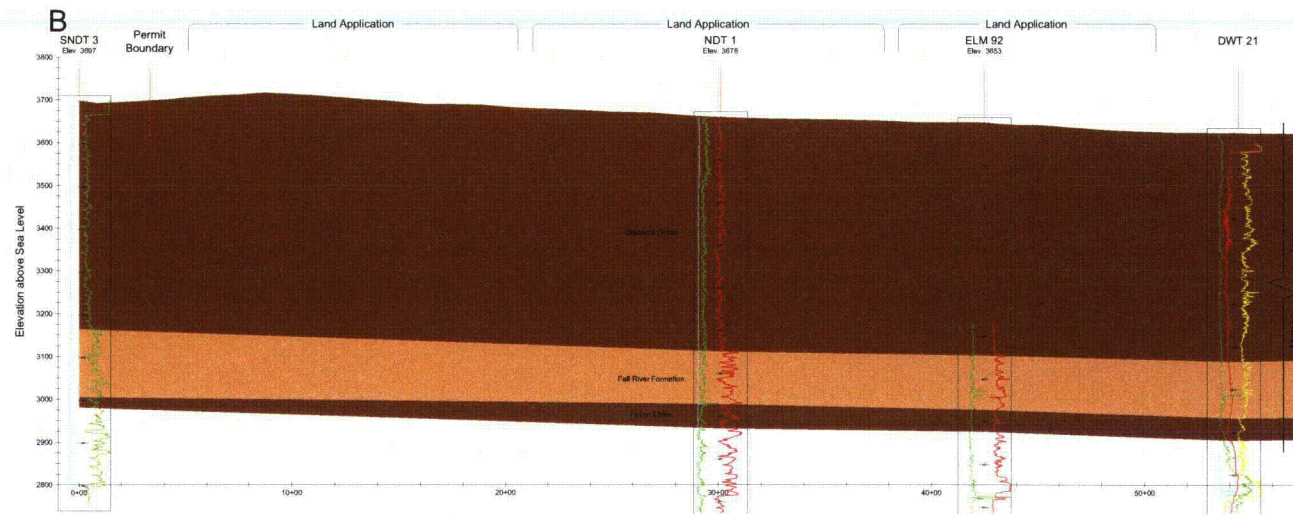 B
Land Application
Land Application
Land Application
SNDT 3
Elev. 3697
Permit
Boundary
NDT 1
Elev. 3678
ELM 92
Elev. 3653
DWT 21
Elevation above Sea Level
3800
3700
3600
3500
3400
3300
3200
3100
3000
2900
2800
Fall River Formation
0+00
10+00
20+00
30+00
40+00
50+00